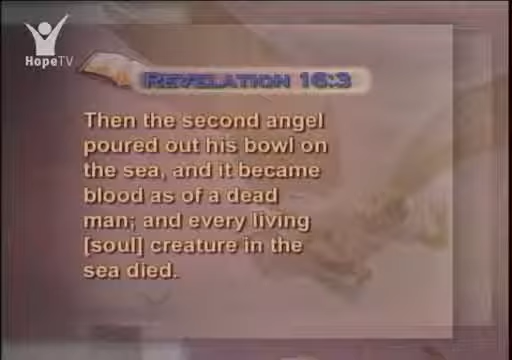 HopeTV
REVELATION 16:3
Then the second angel
poured out his bowl on
the sea, and it became
blood as of a dead
man; and every living
[soul] creature in the
sea died.